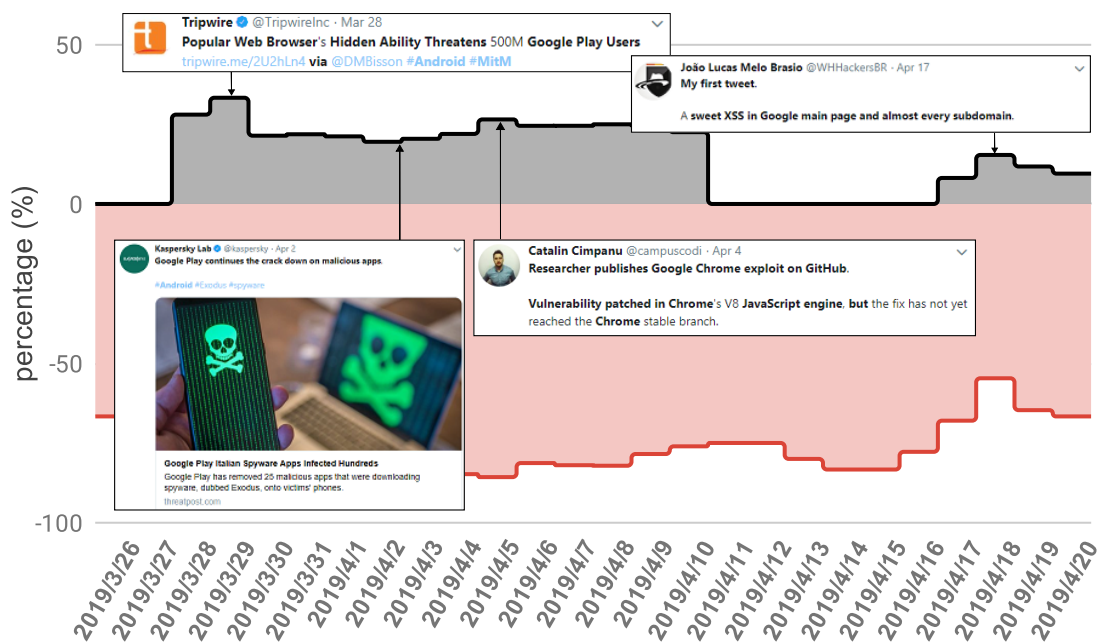 Tripwire @TripwireInc · Mar 28
Popular Web Browser's Hidden Ability Threatens 500M Google Play Users
tripwire.me/2U2hLn4 via @DMBisson #Android #MitM
João Lucas Melo Brasio @WHHackersBR · Apr 17
My first tweet.
A sweet XSS in Google main page and almost every subdomain.
50
0
-50
-100
percentage (%)
Kaspersky Lab @kaspersky · Apr 2
Google Play continues the crack down on malicious apps.
#Android #Exodus #spyware
Google Play Italian Spyware Apps Infected Hundreds
Google Play has removed 25 malicious apps that were downloading
spyware, dubbed Exodus, onto victims' phones.
threatpost.com
Catalin Cimpanu @campuscodi · Apr 4
Researcher publishes Google Chrome exploit on GitHub.
Vulnerability patched in Chrome's V8 JavaScript engine, but the fix has not yet
reached the Chrome stable branch.
2019/3/26
2019/3/27
2019/3/28
2019/3/29
2019/3/30
2019/3/31
2019/4/1
2019/4/2
2019/4/3
2019/4/4
2019/4/5
2019/4/6
2019/4/7
2019/4/8
2019/4/9
2019/4/10
2019/4/11
2019/4/12
2019/4/13
2019/4/14
2019/4/15
2019/4/16
2019/4/17
2019/4/18
2019/4/19
2019/4/20